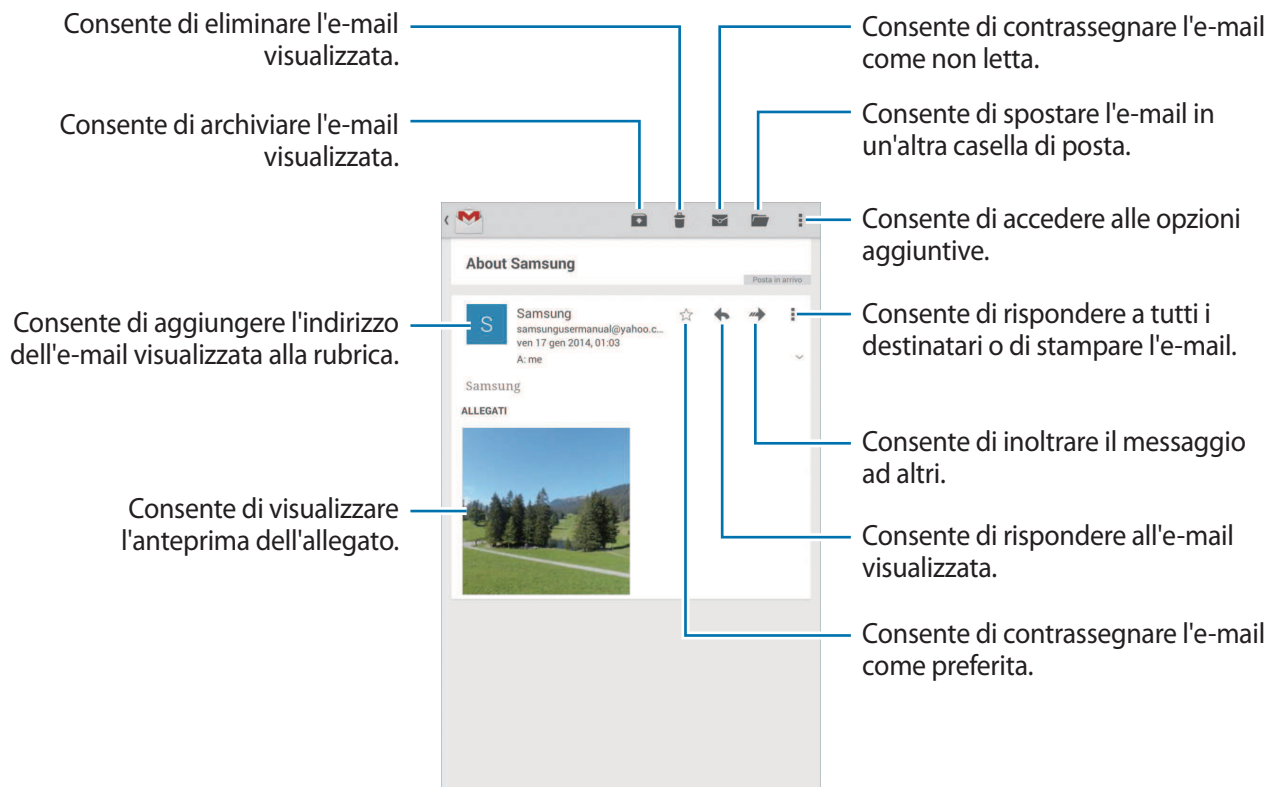 Consente di eliminare l'e-mail
visualizzata.
Consente di archiviare l'e-mail
visualizzata.
Consente di aggiungere l'indirizzo
dell'e-mail visualizzata alla rubrica.
Consente di visualizzare
l'anteprima dell'allegato.
About Samsung
Posta in arrivo
S
Samsung
samsungusermanual@yahoo.c...
ven 17 gen 2014, 01:03
A: me
Samsung
ALLEGATI
Consente di contrassegnare l'e-mail
come non letta.
Consente di spostare l'e-mail in
un'altra casella di posta.
Consente di accedere alle opzioni
aggiuntive.
Consente di rispondere a tutti i
destinatari o di stampare l'e-mail.
Consente di inoltrare il messaggio
ad altri.
Consente di rispondere all'e-mail
visualizzata.
Consente di contrassegnare l'e-mail
come preferita.